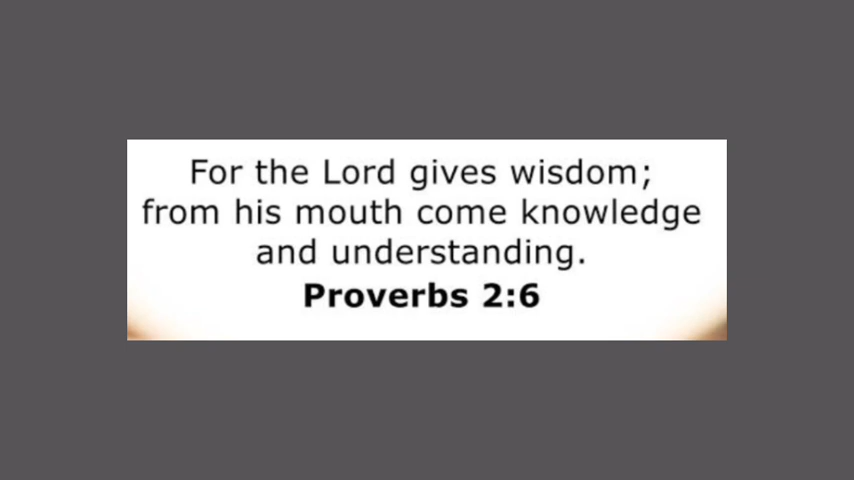 For the Lord gives wisdom;
from his mouth come knowledge
and understanding.
Proverbs 2:6